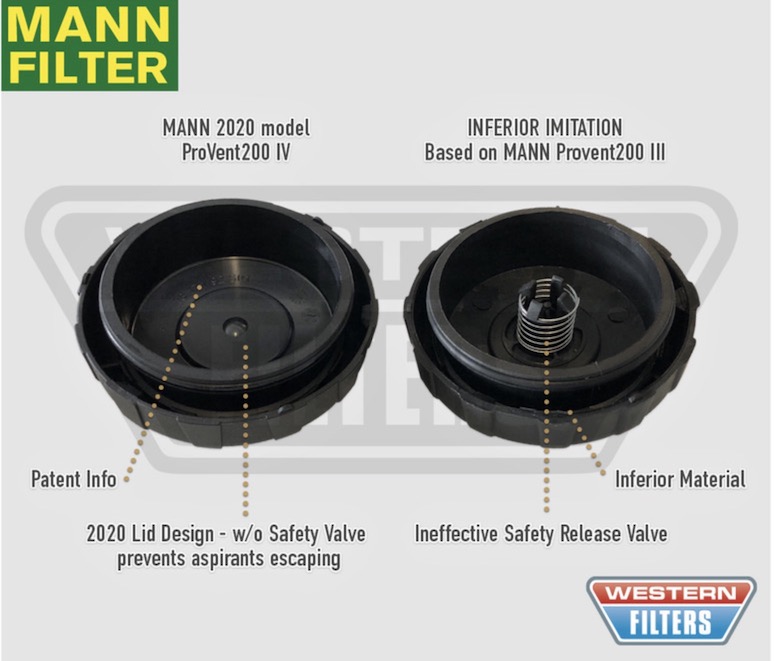 MANN
FILTER
MANN 2020 model
ProVent200 IV
INFERIOR IMITATION
Based on MANN Provent200 III
Patent Info
Inferior Material
2020 Lid Design - w/o Safety Valve
prevents aspirants escaping
Ineffective Safety Release Valve
WESTERN
FILTERS